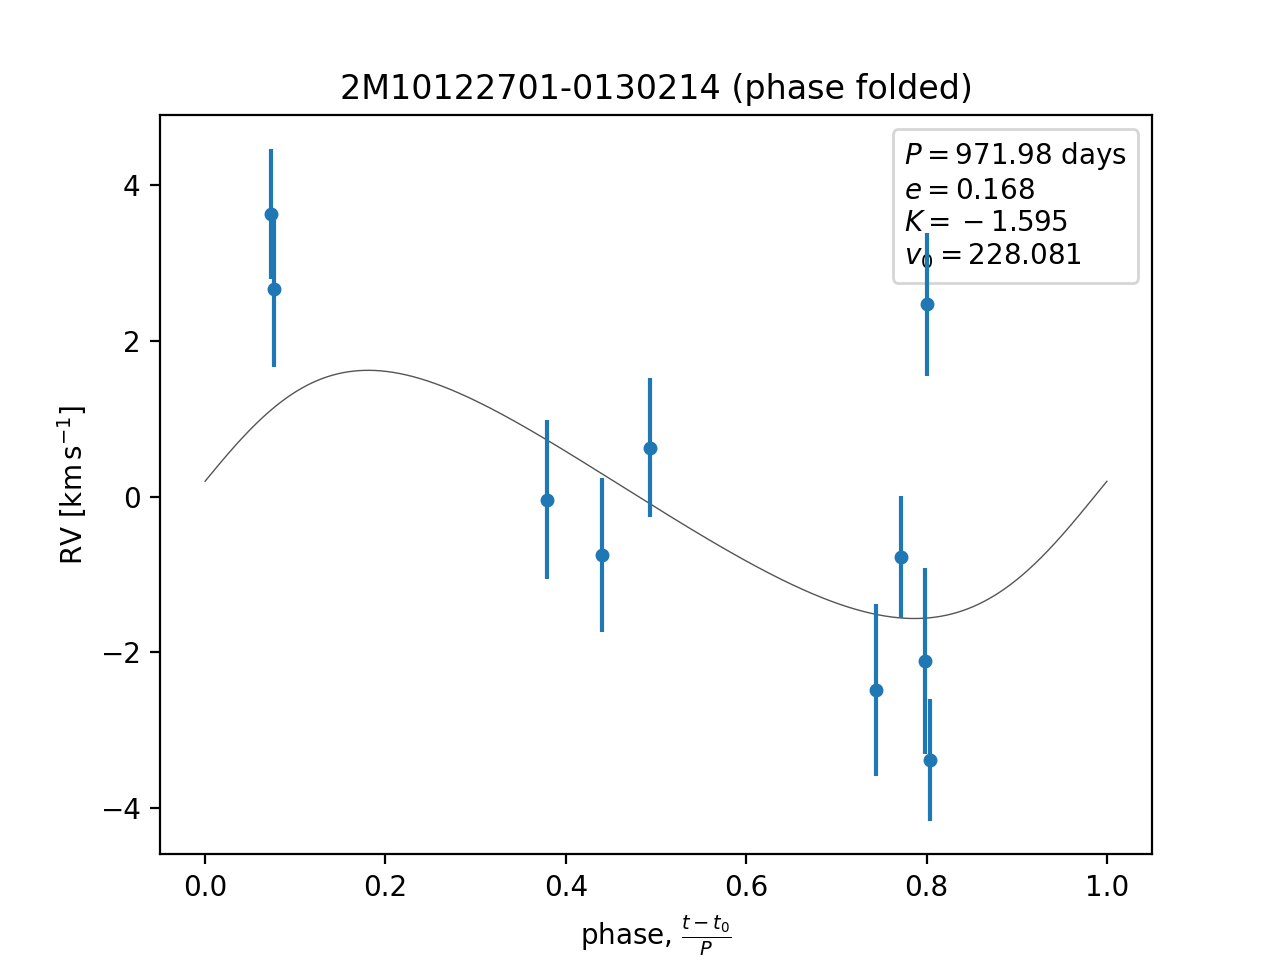 2M10122701-0130214 (phase folded)
P = 971.98 days
e = 0.168
K = −1.595
v₀ = 228.081
4
2
0
−2
−4
RV [km s⁻¹]
0.0 0.2 0.4 0.6 0.8 1.0
phase, (t − t₀)/P